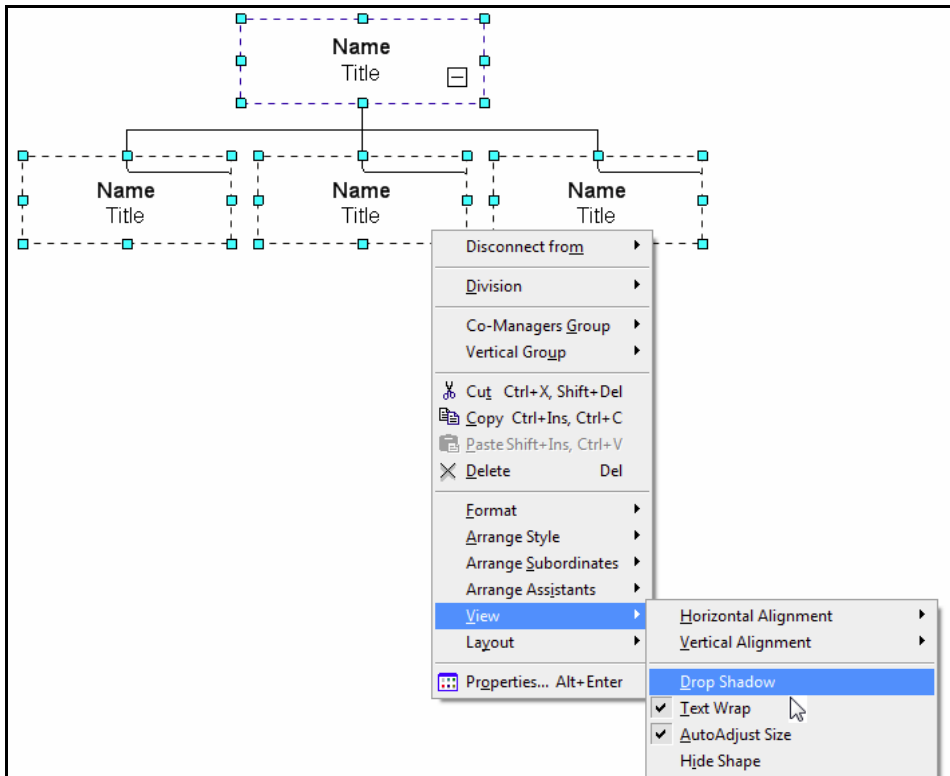 Name
Title
Name
Title
Name
Title
Name
Title
Disconnect from
Division
Co-Managers Group
Vertical Group
Cut Ctrl+X, Shift+Del
Copy Ctrl+Ins, Ctrl+C
Paste Shift+Ins, Ctrl+V
Delete Del
Format
Arrange Style
Arrange Subordinates
Arrange Assistants
View
Layout
Properties... Alt+Enter
Horizontal Alignment
Vertical Alignment
Drop Shadow
Text Wrap
AutoAdjust Size
Hide Shape